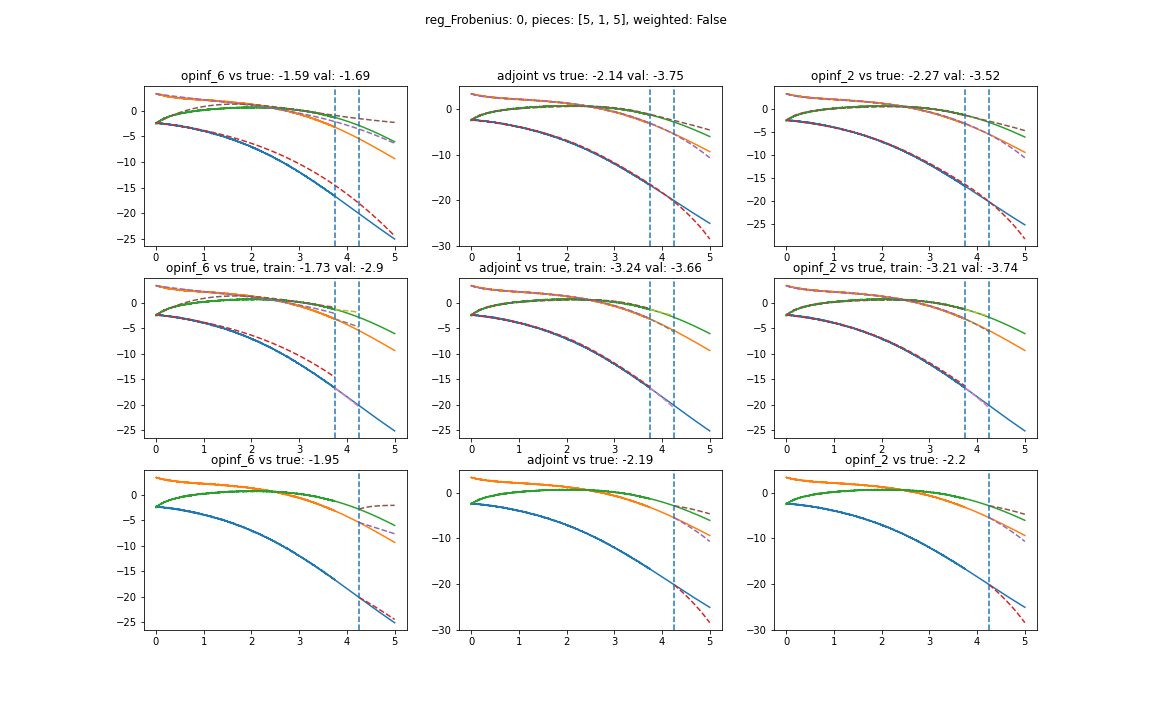 reg_Frobenius: 0, pieces: [5, 1, 5], weighted: False
opinf_6 vs true: -1.59 val: -1.69
adjoint vs true: -2.14 val: -3.75
opinf_2 vs true: -2.27 val: -3.52
0
−5
−10
−15
−20
−25
0 1 2 3 4 5
0
−10
−20
−30
0 1 2 3 4 5
0
−5
−10
−15
−20
−25
0 1 2 3 4 5
opinf_6 vs true, train: -1.73 val: -2.9
adjoint vs true, train: -3.24 val: -3.66
opinf_2 vs true, train: -3.21 val: -3.74
0
−5
−10
−15
−20
−25
0 1 2 3 4 5
0
−5
−10
−15
−20
−25
0 1 2 3 4 5
0
−5
−10
−15
−20
−25
0 1 2 3 4 5
opinf_6 vs true: -1.95
adjoint vs true: -2.19
opinf_2 vs true: -2.2
0
−5
−10
−15
−20
−25
0 1 2 3 4 5
0
−10
−20
−30
0 1 2 3 4 5
0
−10
−20
−30
0 1 2 3 4 5